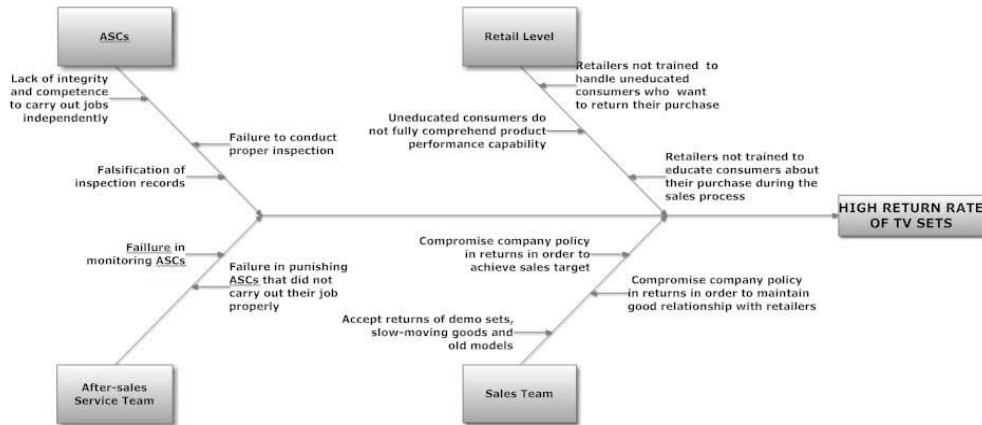 ASCs
Retail Level
Lack of integrity
and competence
to carry out jobs
independently
Retailers not trained to
handle uneducated
consumers who want
to return their purchase
Uneducated consumers do
not fully comprehend product
performance capability
Failure to conduct
proper inspection
Falsification of
inspection records
Retailers not trained to
educate consumers about
their purchase during the
sales process
HIGH RETURN RATE
OF TV SETS
Faillure in
monitoring ASCs
Failure in punishing
ASCs that did not
carry out their job
properly
Compromise company policy
in returns in order to
achieve sales target
Compromise company policy
in returns in order to maintain
good relationship with retailers
Accept returns of demo sets,
slow-moving goods and
old models
After-sales
Service Team
Sales Team